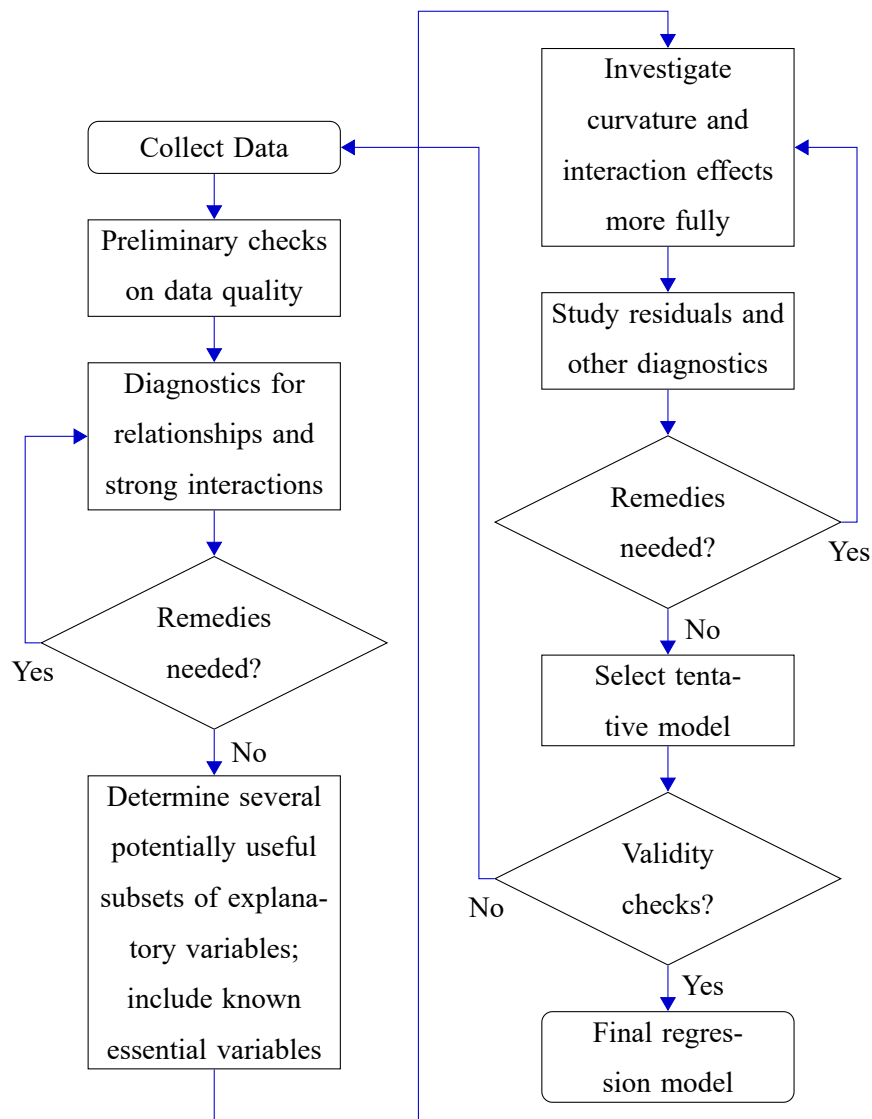 Collect Data
Preliminary checks
on data quality
Diagnostics for
relationships and
strong interactions
Remedies
needed?
Yes
No
Determine several
potentially useful
subsets of explana-
tory variables;
include known
essential variables
Investigate
curvature and
interaction effects
more fully
Study residuals and
other diagnostics
Remedies
needed?
Yes
No
Select tenta-
tive model
Validity
checks?
No
Yes
Final regres-
sion model